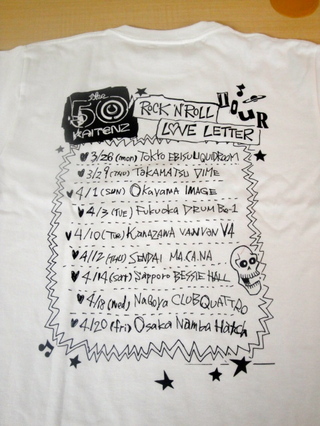 the
50
KAITENZ
ROCK'N'ROLL
LOVE LETTER
TOUR
3/26 (mon) Tokyo EBISU LIQUIDROOM
3/29 (THU) TAKAMATSU DIME
4/1 (SUN) Okayama IMAGE
4/3 (TUE) Fukuoka DRUM Be-1
4/10 (Tue) KANAZAWA VANVAN V4
4/12 (THU) SENDAI MACANA
4/14 (sat) Sapporo BESSIE HALL
4/18 (wed) Nagoya CLUB QUATTRO
4/20 (fri) Osaka Namba Hatch